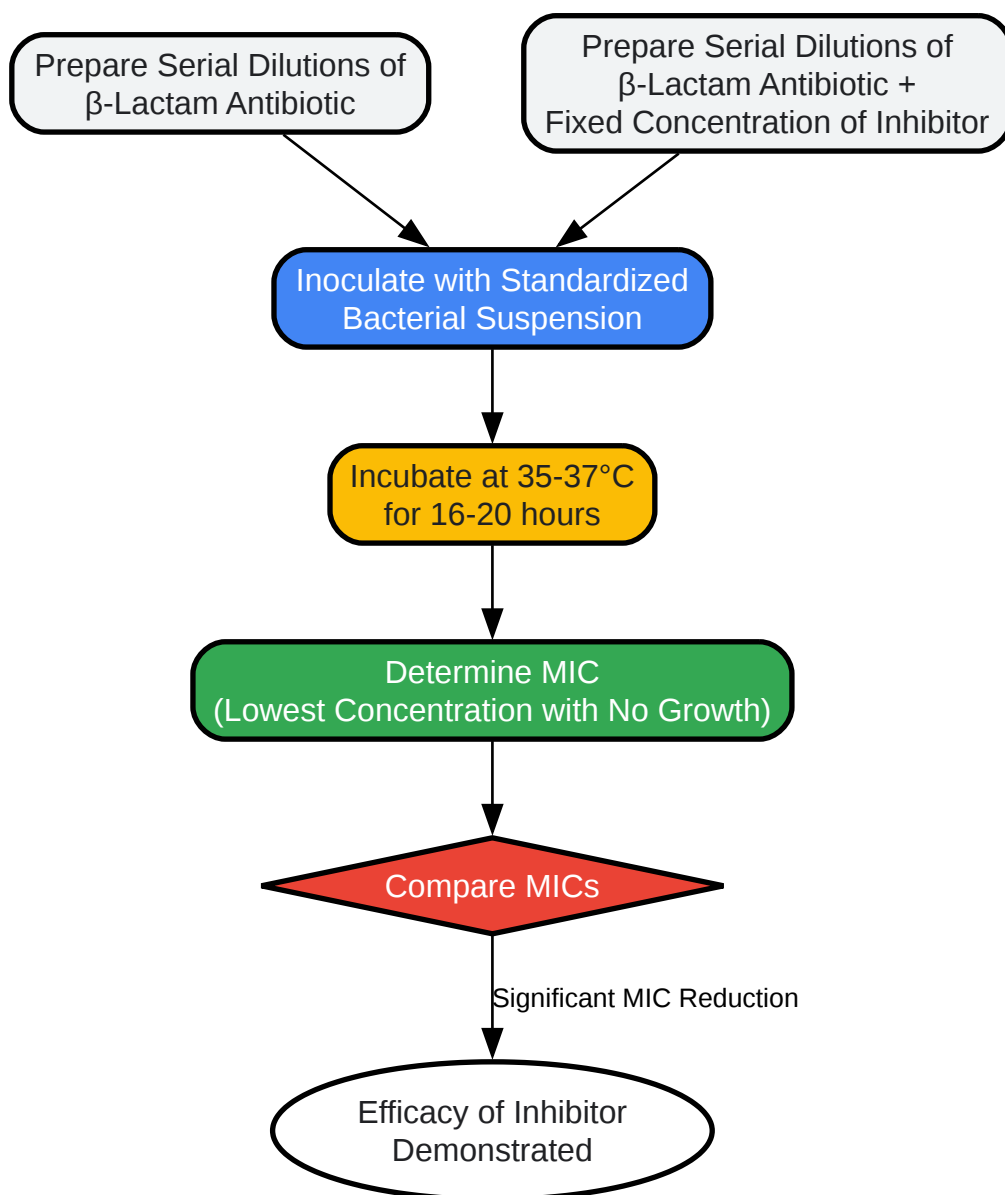 Prepare Serial Dilutions of
β-Lactam Antibiotic
Prepare Serial Dilutions of
β-Lactam Antibiotic +
Fixed Concentration of Inhibitor
Inoculate with Standardized
Bacterial Suspension
Incubate at 35-37°C
for 16-20 hours
Determine MIC
(Lowest Concentration with No Growth)
Compare MICs
Significant MIC Reduction
Efficacy of Inhibitor
Demonstrated